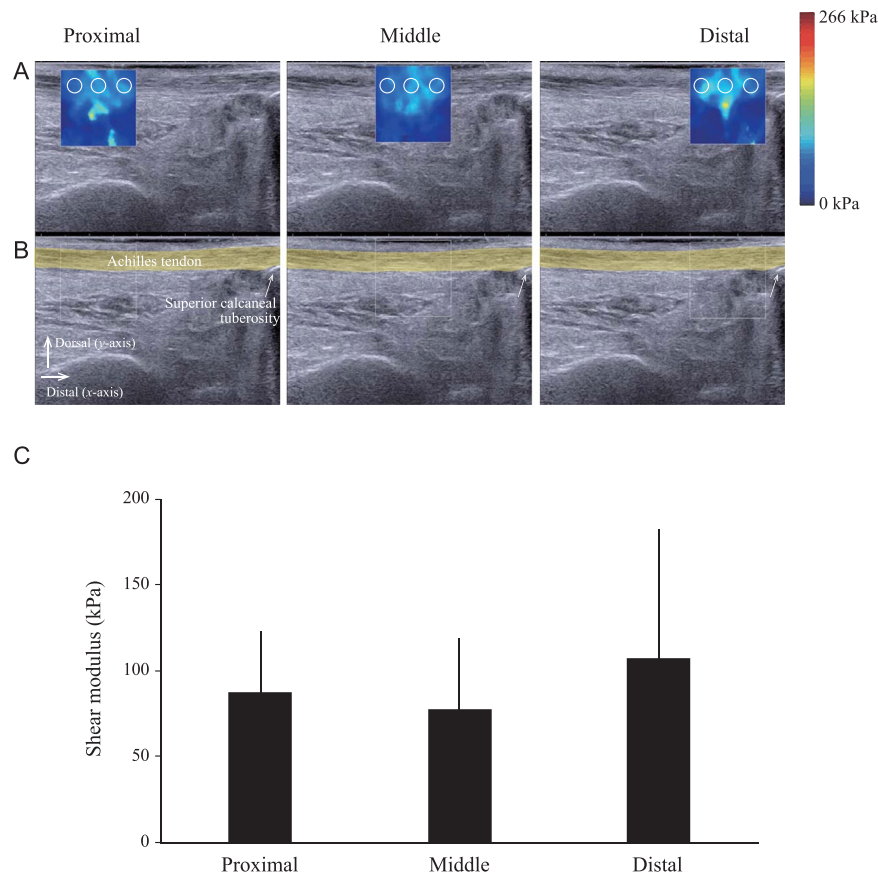 Proximal
Middle
Distal
266 kPa
0 kPa
A
B
Achilles tendon
Superior calcaneal
tuberosity
Dorsal (y-axis)
Distal (x-axis)
C
200
150
100
50
0
Shear modulus (kPa)
Proximal
Middle
Distal